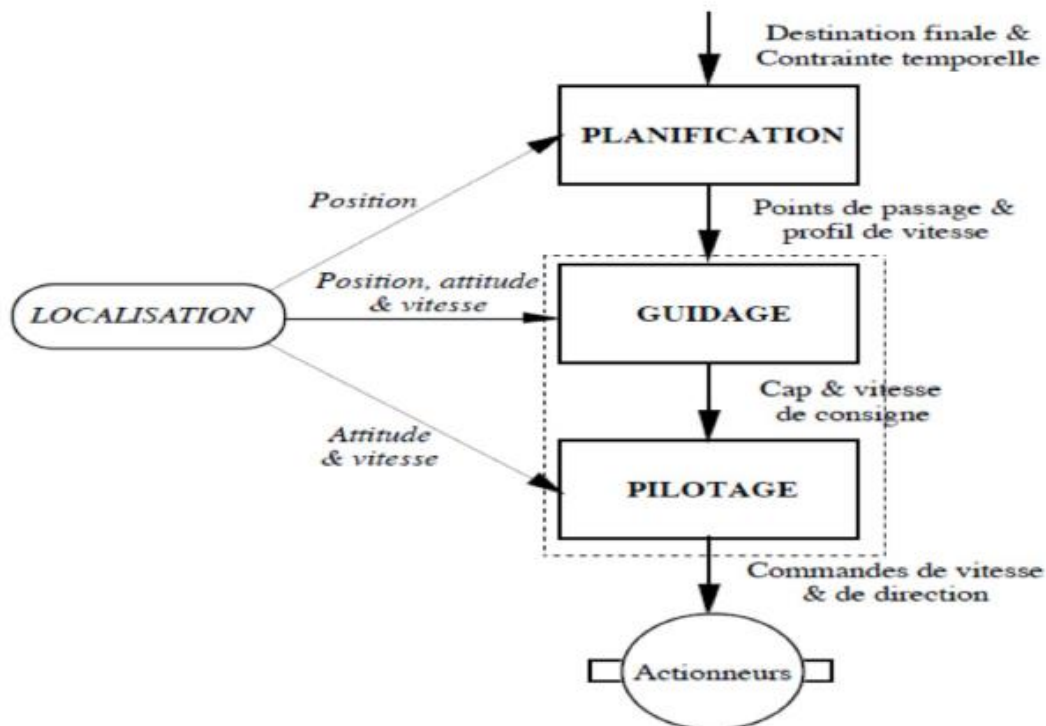 Destination finale &
Contrainte temporelle
PLANIFICATION
Position
Points de passage &
profil de vitesse
Position, attitude
& vitesse
LOCALISATION
GUIDAGE
Cap & vitesse
de consigne
Attitude
& vitesse
PILOTAGE
Commandes de vitesse
& de direction
Actionneurs